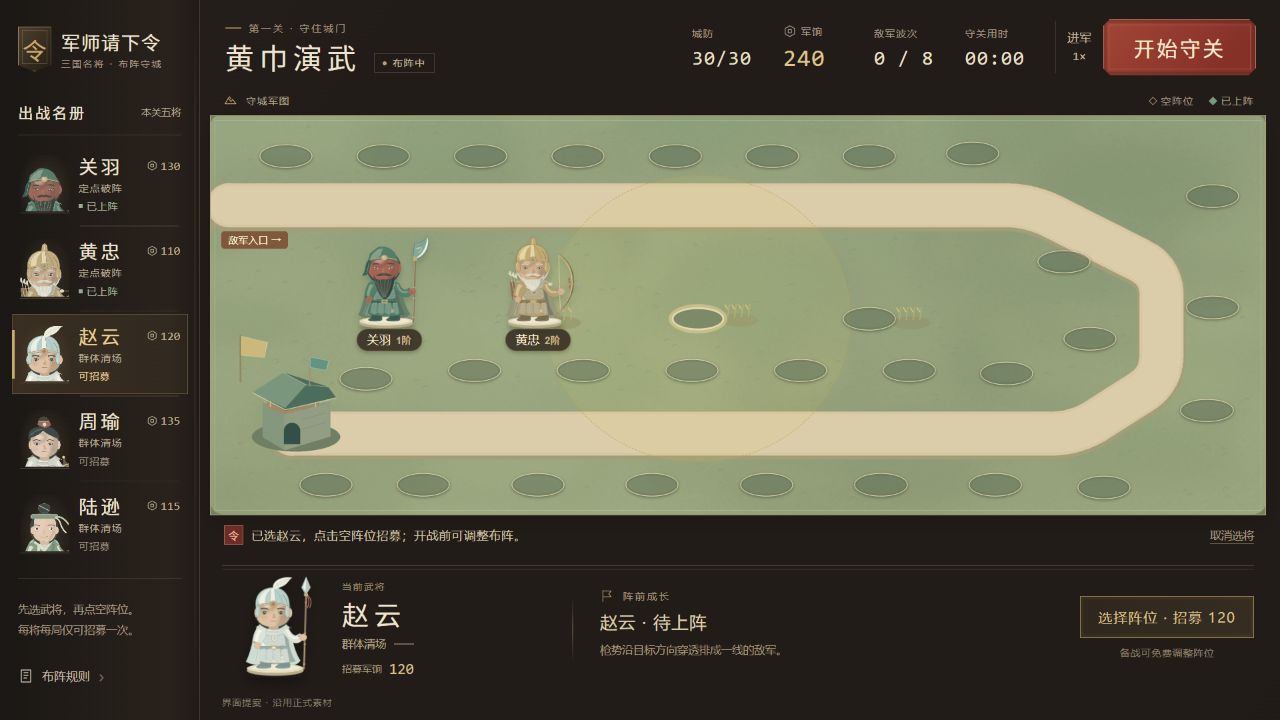 令
军师请下令
三国名将 · 布阵守城
出战名册
本关五将
关羽
130
定点破阵
已上阵
黄忠
110
定点破阵
已上阵
赵云
120
群体清场
可招募
周瑜
135
群体清场
可招募
陆逊
115
群体清场
可招募
先选武将，再点空阵位。
每将每局仅可招募一次。
布阵规则 ›
第一关 · 守住城门
黄巾演武
布阵中
城防
30/30
军饷
240
敌军波次
0 / 8
守关用时
00:00
进军
1×
开始守关
守城军图
空阵位
已上阵
敌军入口 →
关羽 1阶
黄忠 2阶
令
已选赵云，点击空阵位招募；开战前可调整布阵。
取消选将
当前武将
赵云
群体清场
招募军饷 120
阵前成长
赵云 · 待上阵
枪势沿目标方向穿透排成一线的敌军。
选择阵位 · 招募 120
备战可免费调整阵位
界面提案 · 沿用正式素材